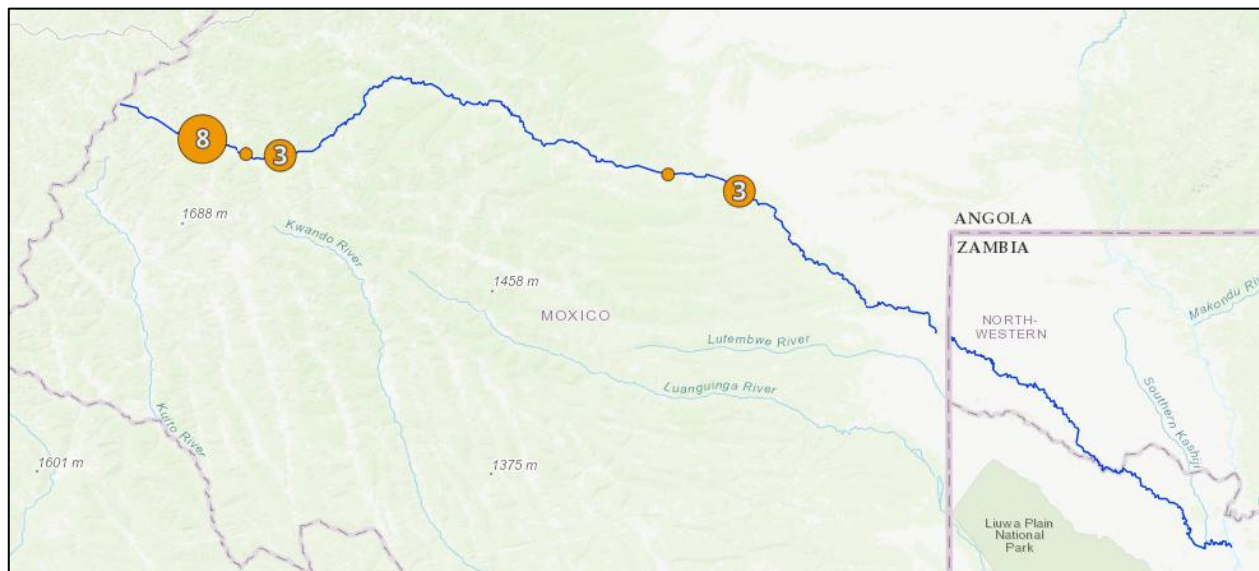 8
3
3
1688 m
Kwando River
ANGOLA
ZAMBIA
1458 m
MOXICO
NORTH-
WESTERN
Makondu Riv
Lutembwe River
Luanguinga River
Southern Kashiji
Kuito River
1601 m
1375 m
Liuwa Plain
National
Park